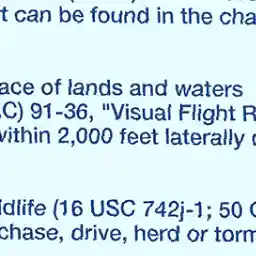 t can be found in the cha
ace of lands and waters
C) 91-36, "Visual Flight R
within 2,000 feet laterally
ldlife (16 USC 742j-1; 50
chase, drive, herd or torm